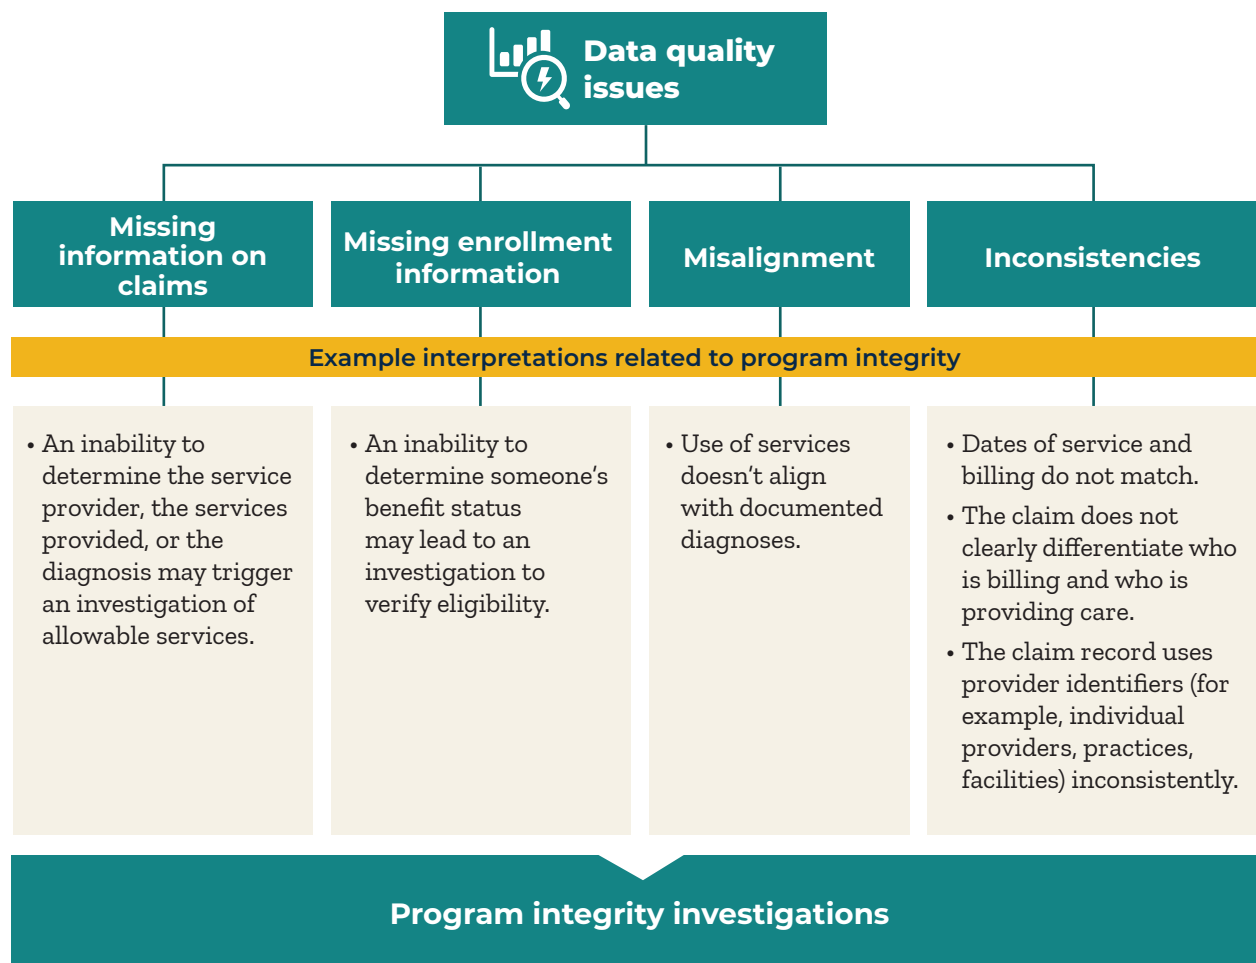 Data quality
issues
Missing
information on
claims
Missing enrollment
information
Misalignment
Inconsistencies
Example interpretations related to program integrity
• An inability to
determine the service
provider, the services
provided, or the
diagnosis may trigger
an investigation of
allowable services.
• An inability to
determine someone’s
benefit status
may lead to an
investigation to
verify eligibility.
• Use of services
doesn’t align
with documented
diagnoses.
• Dates of service and
billing do not match.
• The claim does not
clearly differentiate who
is billing and who is
providing care.
• The claim record uses
provider identifiers (for
example, individual
providers, practices,
facilities) inconsistently.
Program integrity investigations